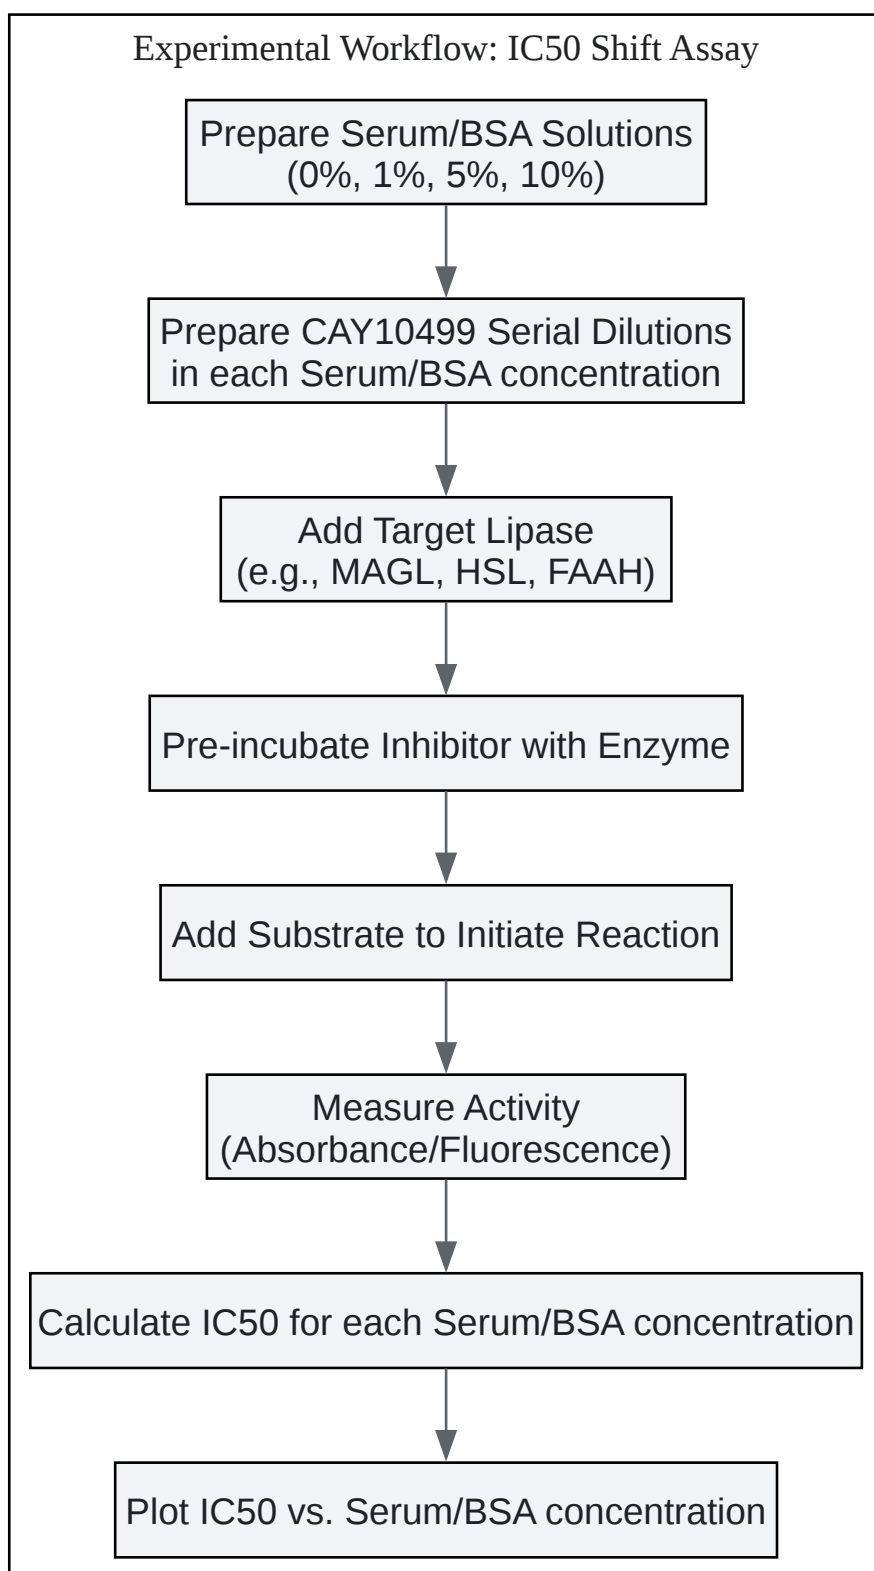 Experimental Workflow: IC50 Shift Assay
Prepare Serum/BSA Solutions
(0%, 1%, 5%, 10%)
Prepare CAY10499 Serial Dilutions
in each Serum/BSA concentration
Add Target Lipase
(e.g., MAGL, HSL, FAAH)
Pre-incubate Inhibitor with Enzyme
Add Substrate to Initiate Reaction
Measure Activity
(Absorbance/Fluorescence)
Calculate IC50 for each Serum/BSA concentration
Plot IC50 vs. Serum/BSA concentration